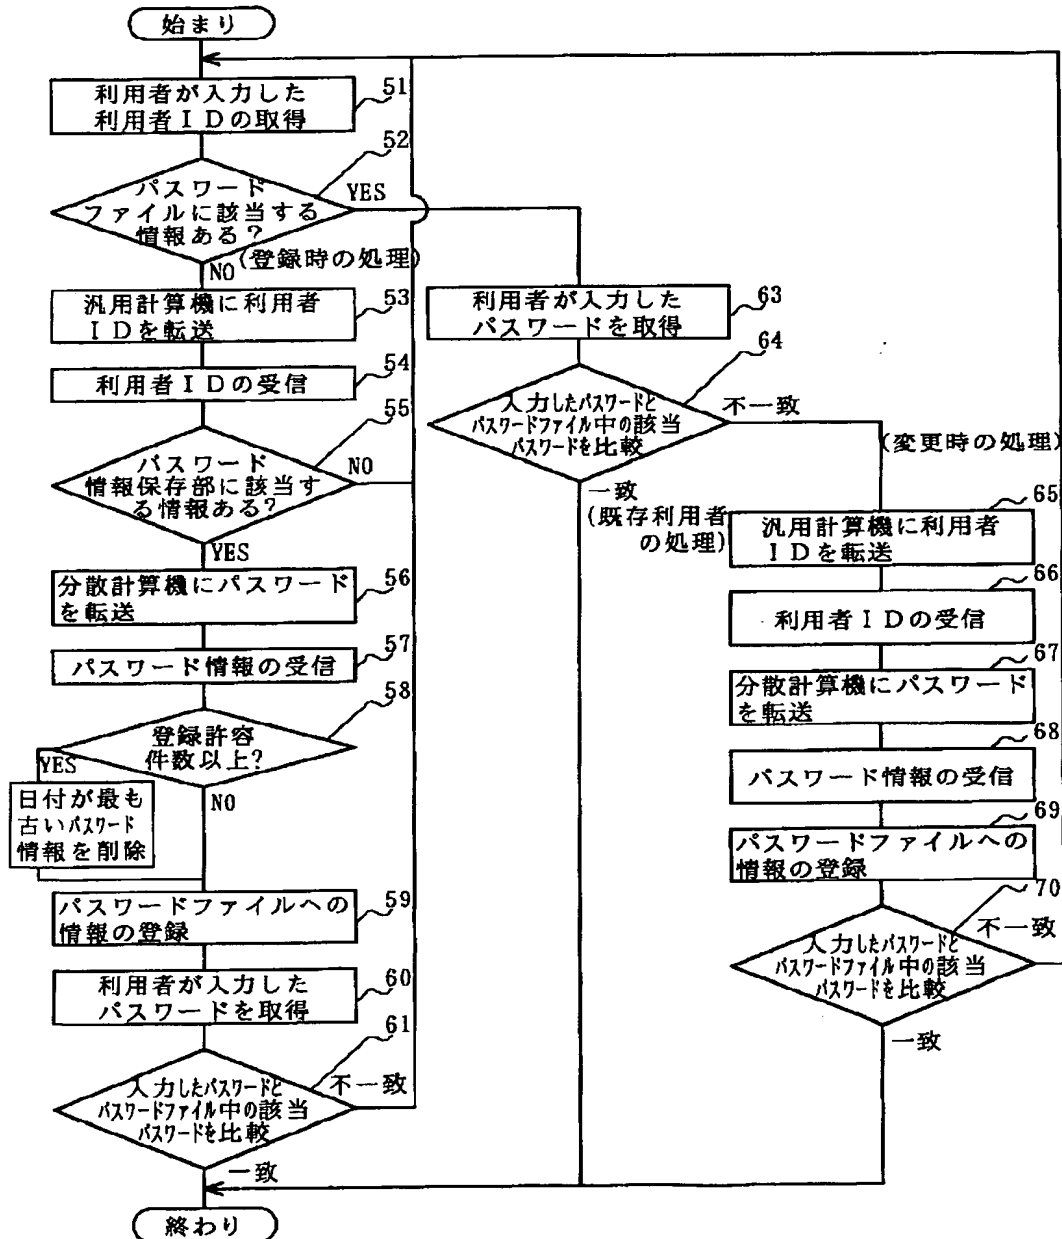 始まり
利用者が入力した
利用者IDの取得
51
52
パスワード
ファイルに該当する
情報ある?
YES
NO
(登録時の処理)
汎用計算機に利用者
IDを転送
53
利用者IDの受信
54
55
パスワード
情報保存部に該当す
る情報ある?
NO
YES
分散計算機にパスワード
を転送
56
パスワード情報の受信
57
58
登録許容
件数以上?
YES
NO
日付が最も
古いパスワード
情報を削除
パスワードファイルへの
情報の登録
59
利用者が入力した
パスワードを取得
60
61
入力したパスワードと
パスワードファイル中の該当
パスワードを比較
不一致
一致
終わり
利用者が入力した
パスワードを取得
63
64
入力したパスワードと
パスワードファイル中の該当
パスワードを比較
不一致
一致
(既存利用者
の処理)
(変更時の処理)
65
汎用計算機に利用者
IDを転送
66
利用者IDの受信
67
分散計算機にパスワード
を転送
68
パスワード情報の受信
69
パスワードファイルへの
情報の登録
70
入力したパスワードと
パスワードファイル中の該当
パスワードを比較
不一致
一致